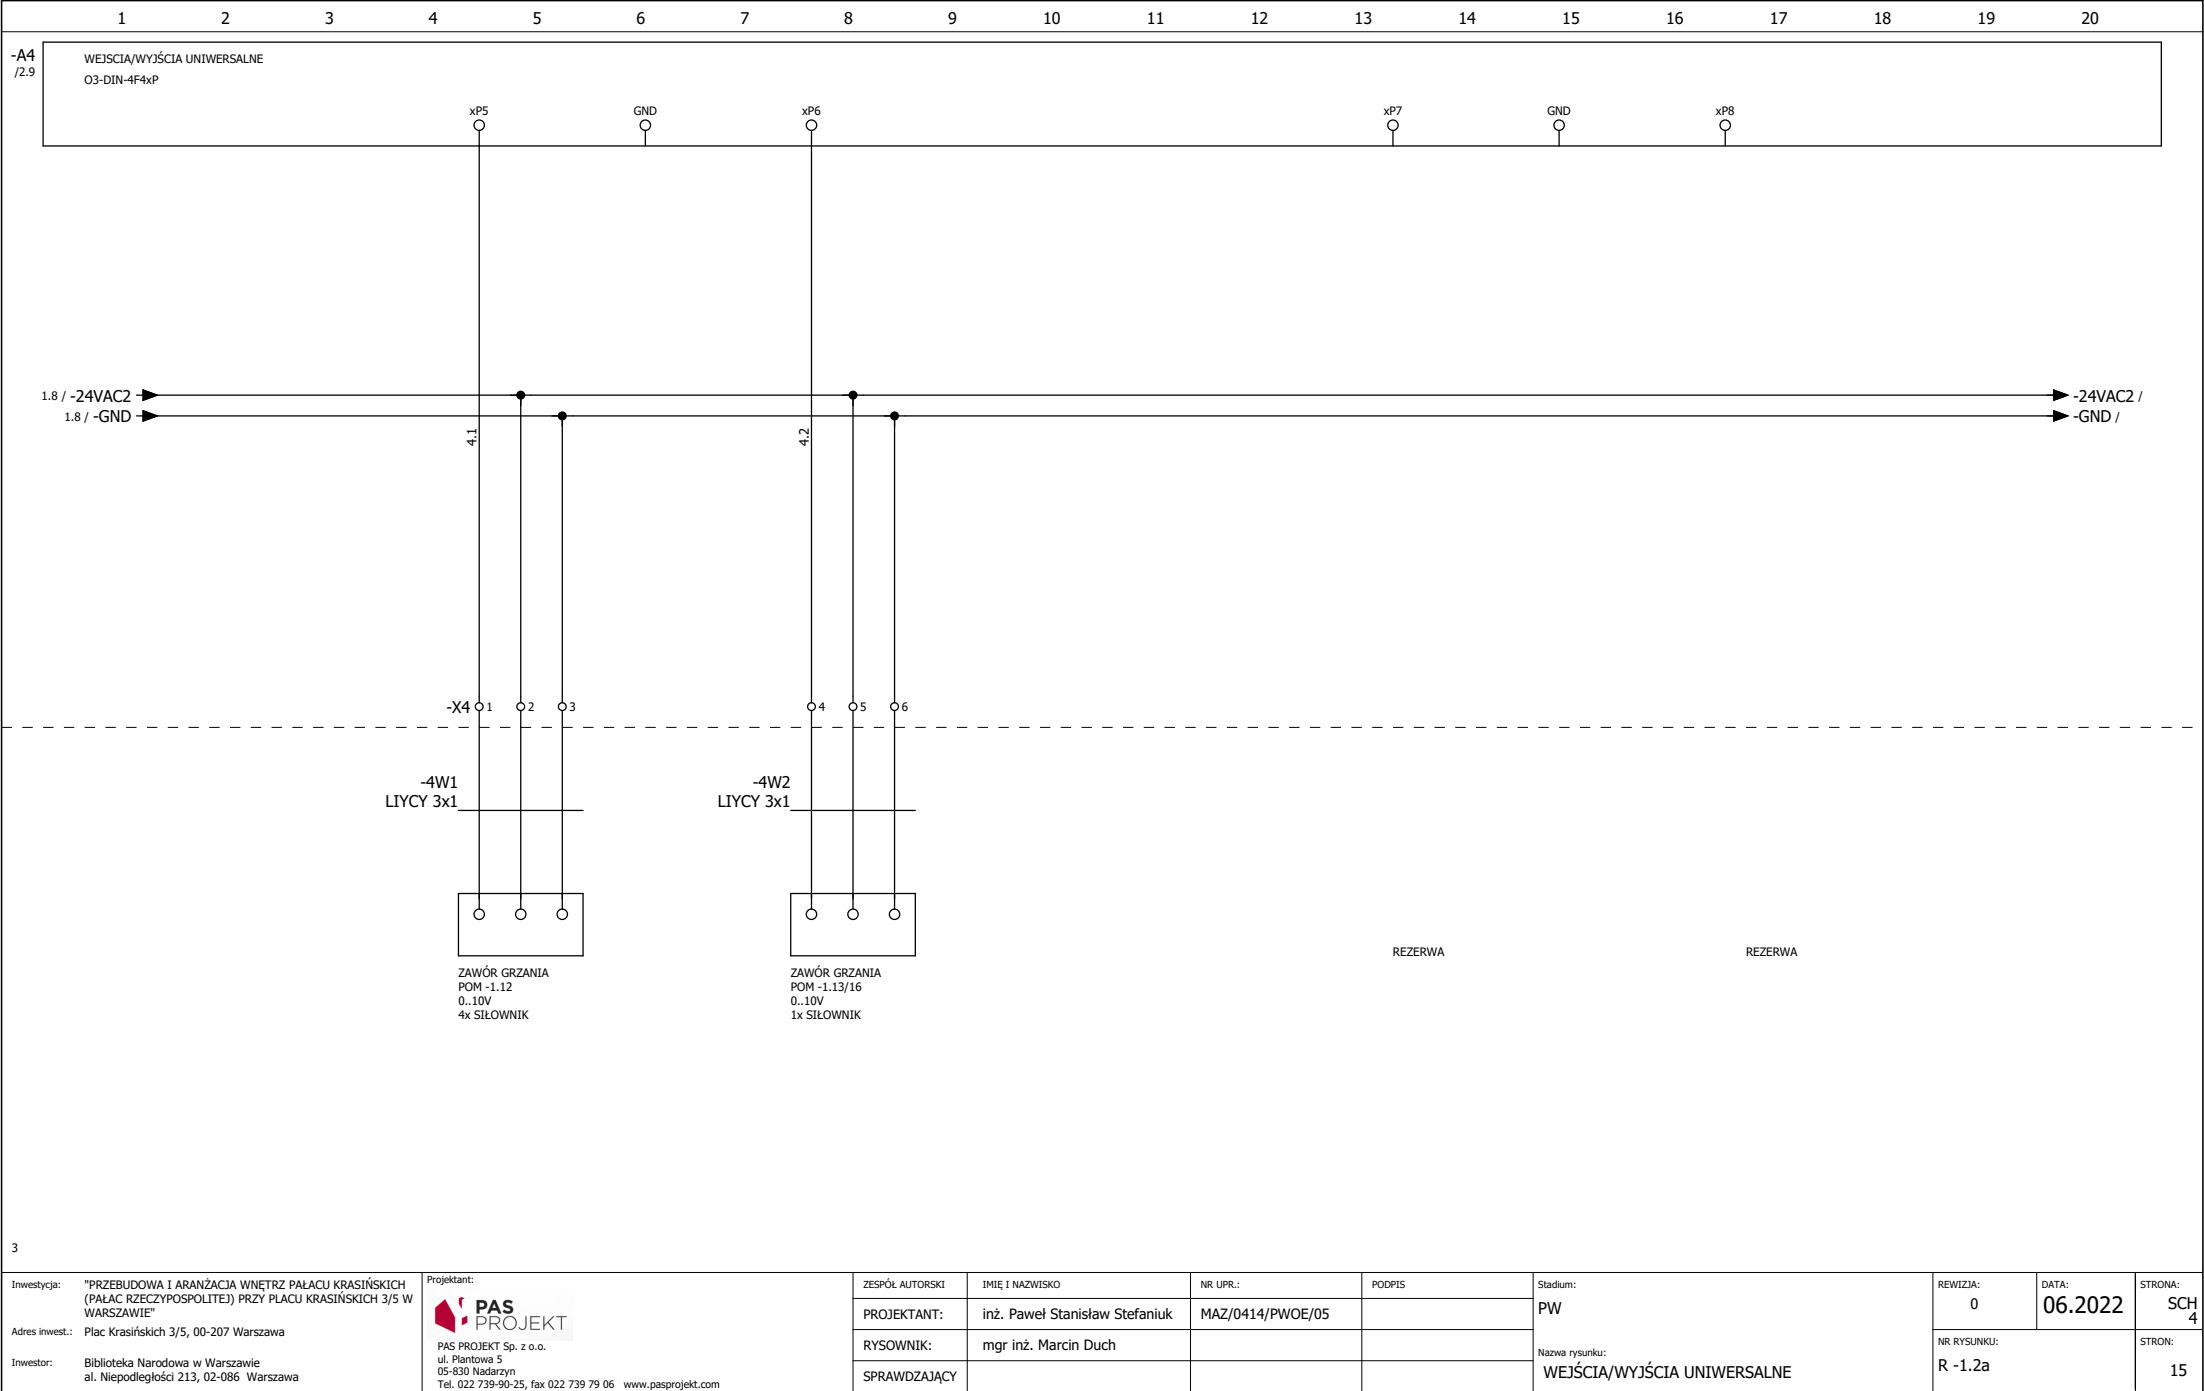 1 2 3 4 5 6 7 8 9 10 11 12 13 14 15 16 17 18 19 20
-A4
/2.9
WEJSCIA/WYJŚCIA UNIWERSALNE
O3-DIN-4F4xP
xP5 GND xP6 xP7 GND xP8
1.8 / -24VAC2 -24VAC2 /
1.8 / -GND -GND /
4.1 4.2
-X4 1 2 3 4 5 6
-4W1 -4W2
LIYCY 3x1 LIYCY 3x1
REZERWA REZERWA
ZAWÓR GRZANIA
POM -1.12
0..10V
4x SIŁOWNIK
ZAWÓR GRZANIA
POM -1.13/16
0..10V
1x SIŁOWNIK
3
Inwestycja: "PRZEBUDOWA I ARANŻACJA WNĘTRZ PAŁACU KRASIŃSKICH
(PAŁAC RZECZYPOSPOLITEJ) PRZY PLACU KRASIŃSKICH 3/5 W
WARSZAWIE"
Adres inwest.: Plac Krasińskich 3/5, 00-207 Warszawa
Inwestor: Biblioteka Narodowa w Warszawie
al. Niepodległości 213, 02-086 Warszawa
Projektant:
PAS
PROJEKT
PAS PROJEKT Sp. z o.o.
ul. Plantowa 5
05-830 Nadarzyn
Tel. 022 739-90-25, fax 022 739 79 06 www.pasprojekt.com
ZESPÓŁ AUTORSKI IMIĘ I NAZWISKO NR UPR.: PODPIS
PROJEKTANT: inż. Paweł Stanisław Stefaniuk MAZ/0414/PWOE/05
RYSOWNIK: mgr inż. Marcin Duch
SPRAWDZAJĄCY
Stadium:
PW
Nazwa rysunku:
WEJŚCIA/WYJŚCIA UNIWERSALNE
REWIZJA:
0
DATA:
06.2022
STRONA:
SCH
4
NR RYSUNKU:
R -1.2a
STRON:
15